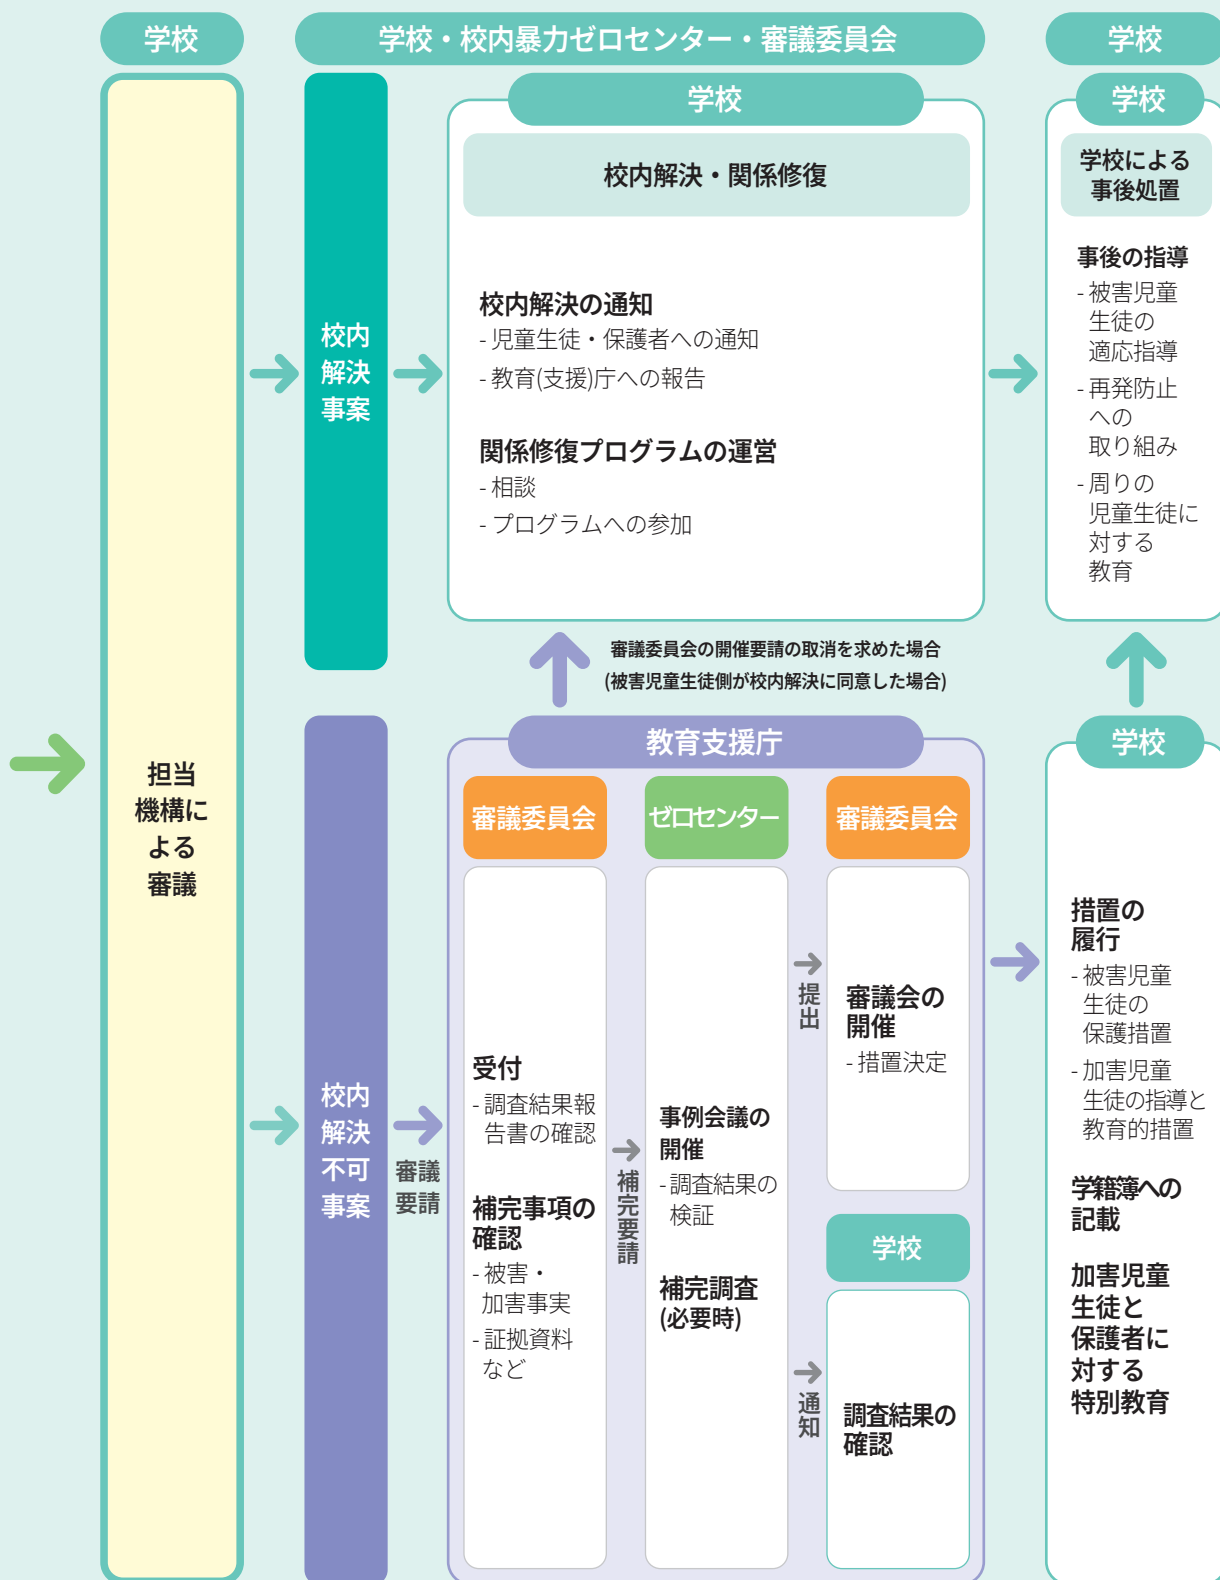 学校
学校・校内暴力ゼロセンター・審議委員会
学校
担当
機構に
よる
審議
校内
解決
事案
学校
校内解決・関係修復
校内解決の通知
- 児童生徒・保護者への通知
- 教育(支援)庁への報告
関係修復プログラムの運営
- 相談
- プログラムへの参加
学校
学校による
事後処置
事後の指導
- 被害児童
生徒の
適応指導
- 再発防止
への
取り組み
- 周りの
児童生徒に
対する
教育
審議委員会の開催要請の取消を求めた場合
(被害児童生徒側が校内解決に同意した場合)
校内
解決
不可
事案
審議
要請
教育支援庁
審議委員会
受付
- 調査結果報
告書の確認
補完事項の
確認
- 被害・
加害事実
- 証拠資料
など
補完要請
ゼロセンター
事例会議の
開催
- 調査結果の
検証
補完調査
(必要時)
提出
審議委員会
審議会の
開催
- 措置決定
通知
学校
調査結果の
確認
学校
措置の
履行
- 被害児童
生徒の
保護措置
- 加害児童
生徒の指導と
教育的措置
学籍簿への
記載
加害児童
生徒と
保護者に
対する
特別教育